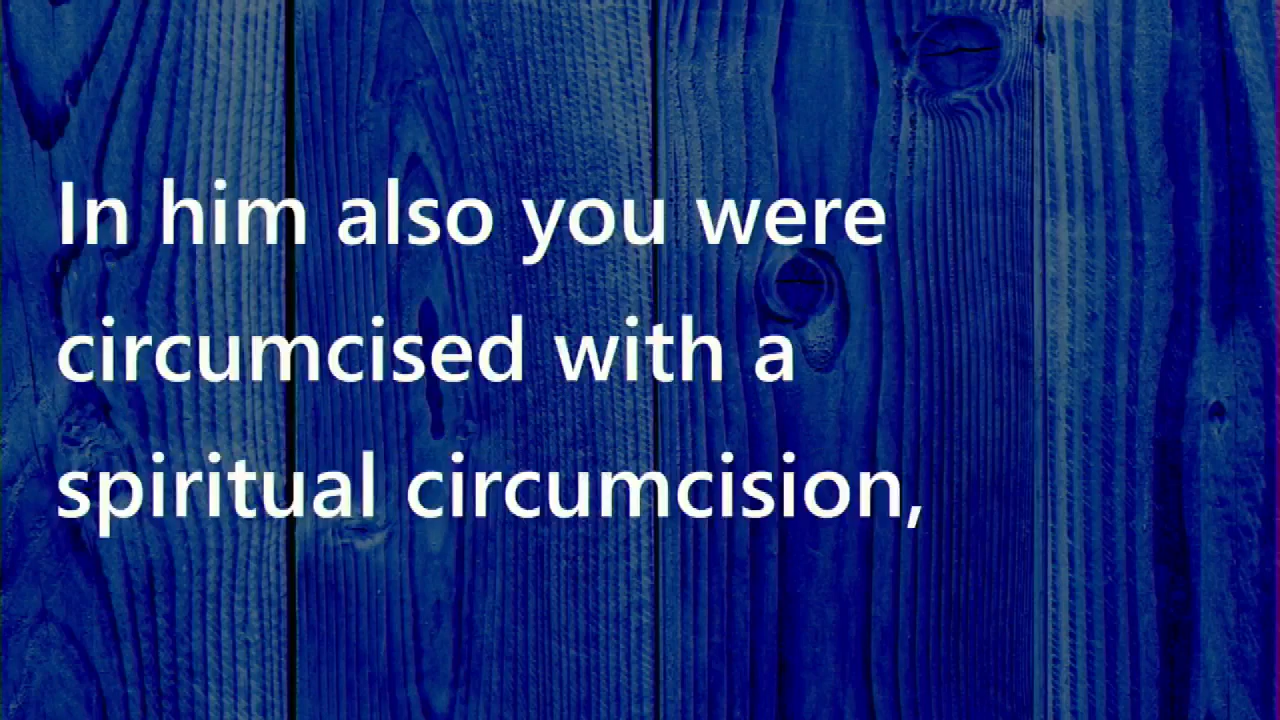 In him also you were
circumcised with a
spiritual circumcision,